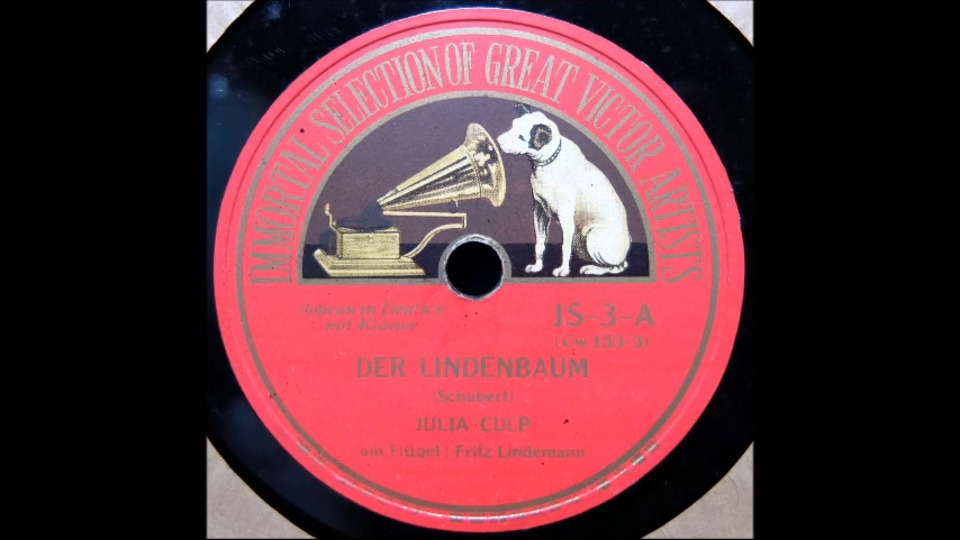 IMMORTAL SELECTION OF GREAT VICTOR ARTISTS
Sopran in Deutsch
mit Klavier
JS-3-A
(Cw 153-3)
DER LINDENBAUM
(Schubert)
JULIA CULP
am Flügel: Fritz Lindemann